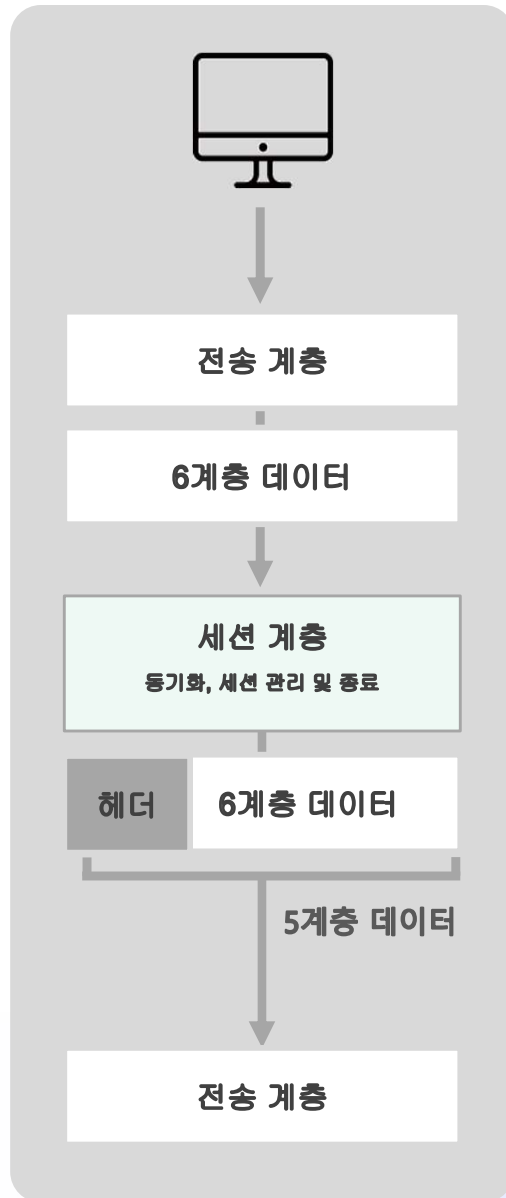 전송 계층
6계층 데이터
세션 계층
동기화, 세션 관리 및 종료
헤더
6계층 데이터
5계층 데이터
전송 계층